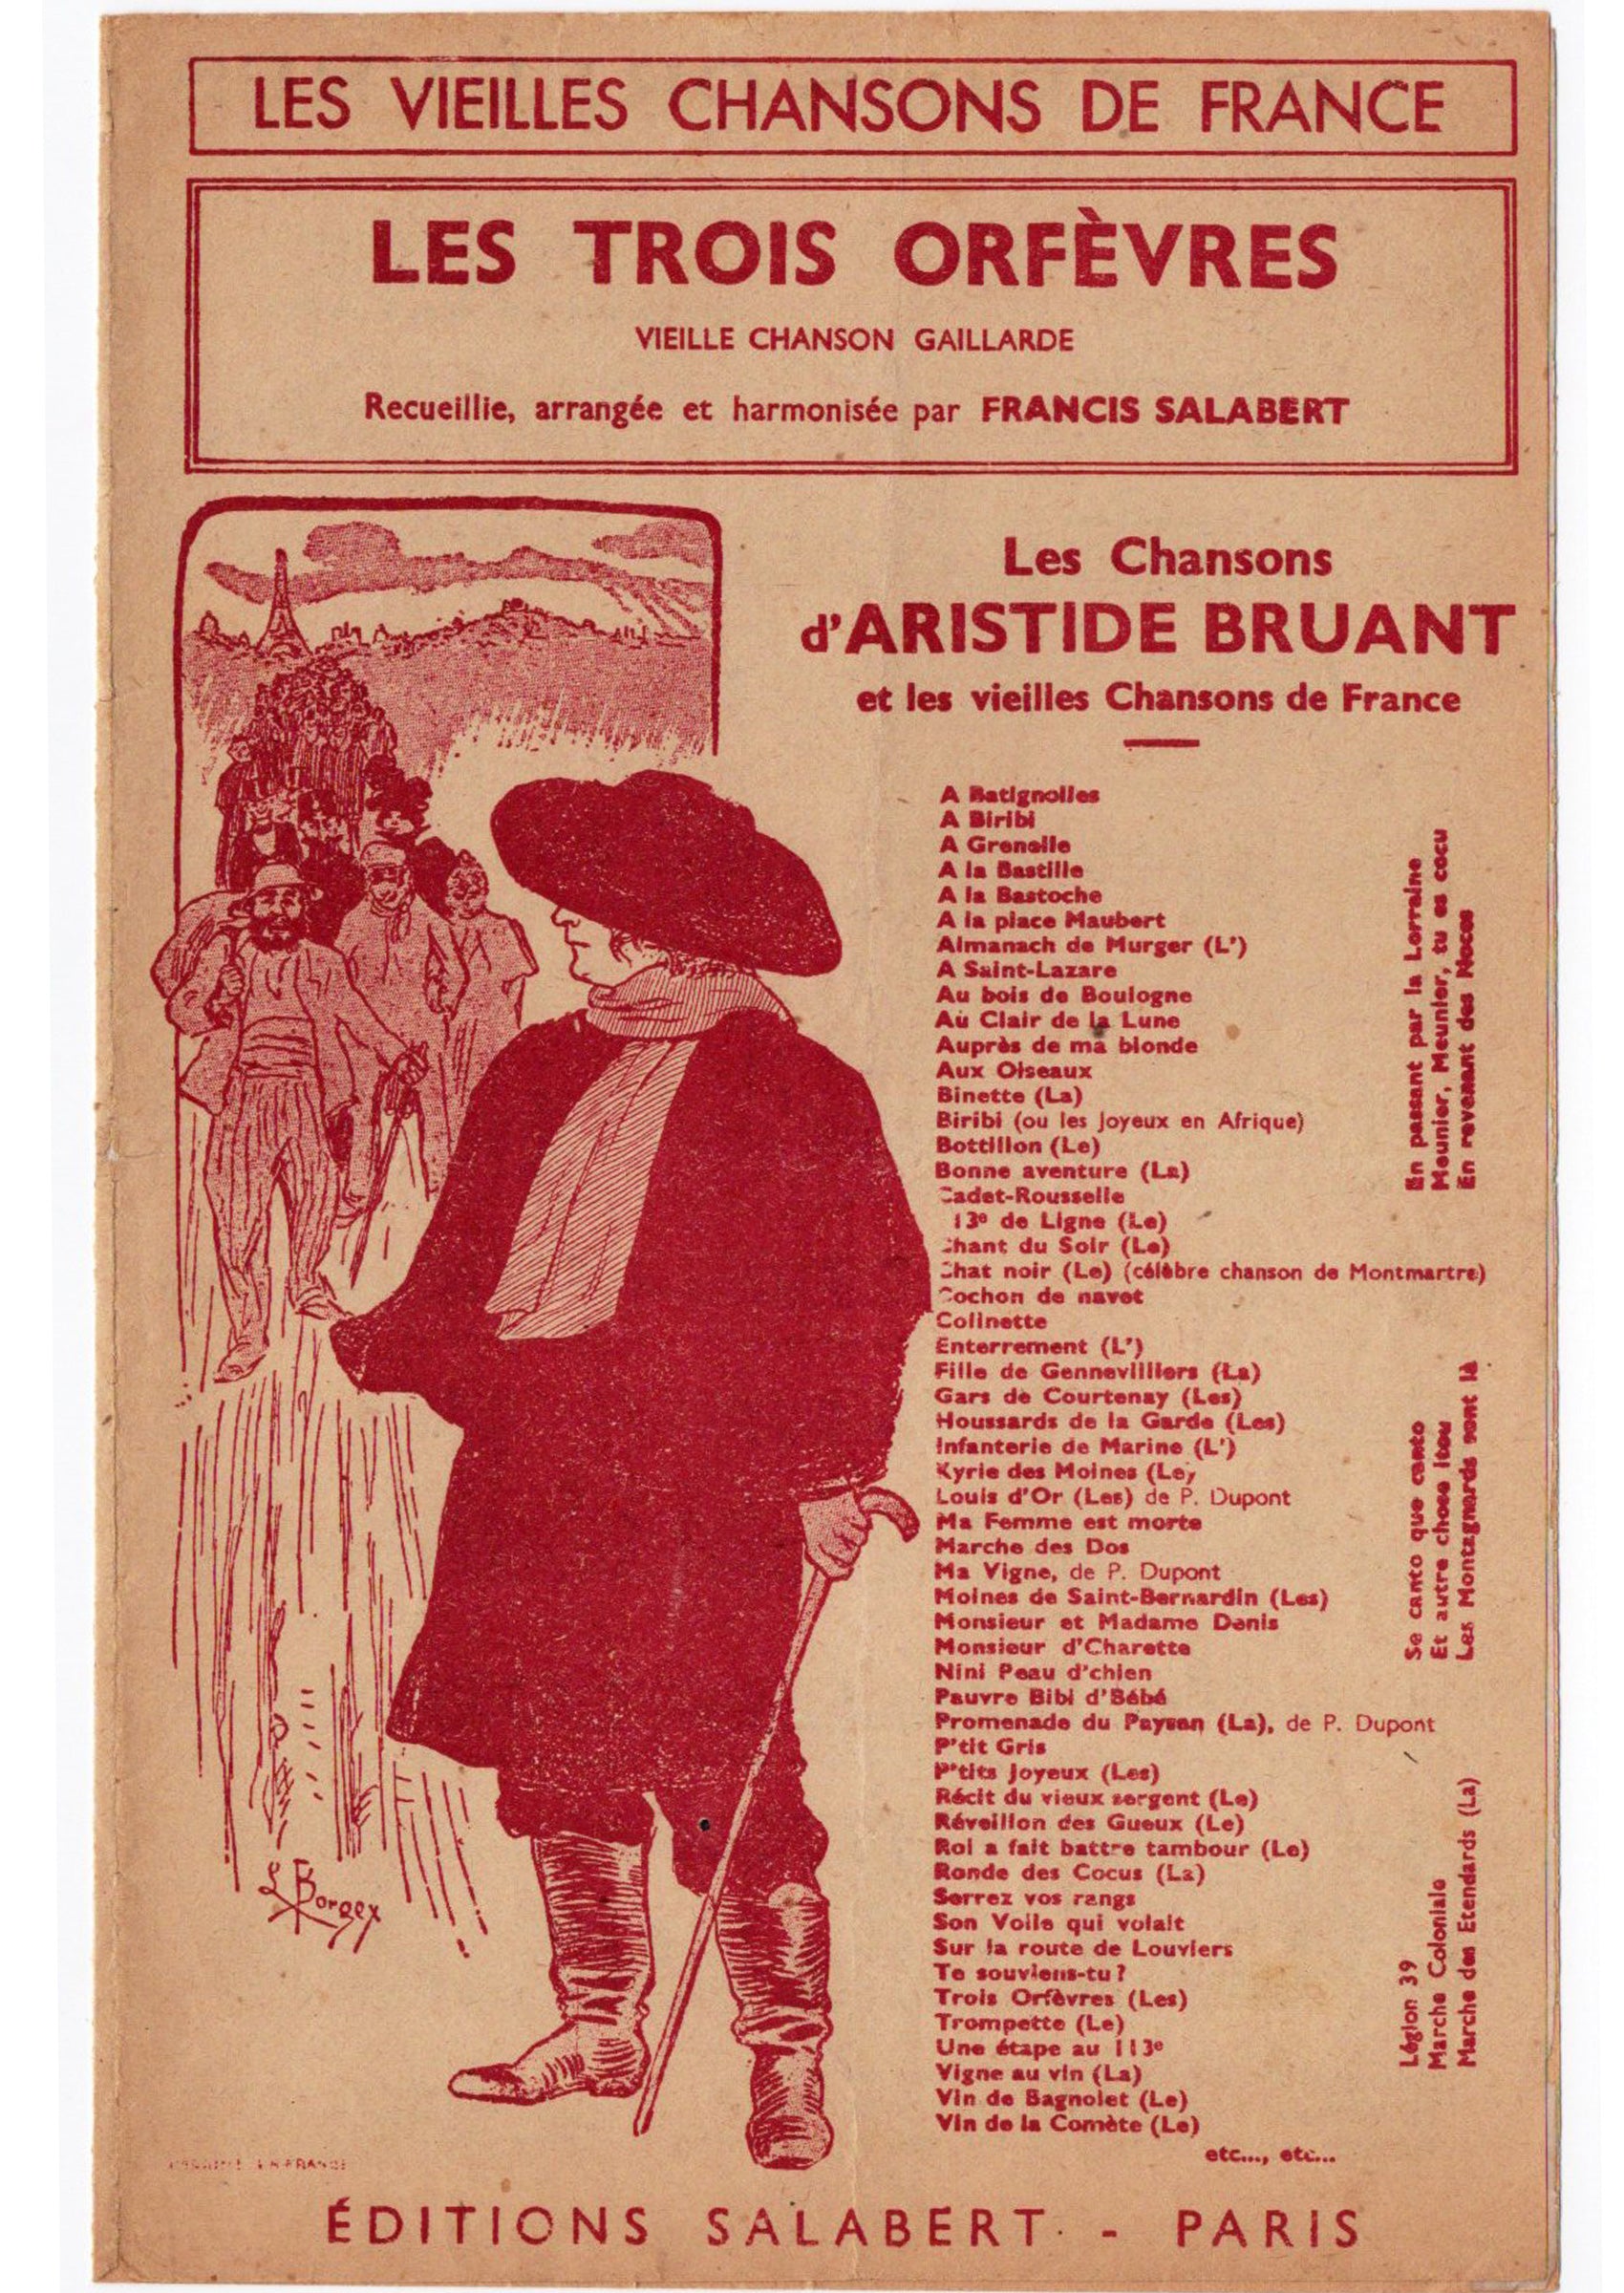 LES VIEILLES CHANSONS DE FRANCE
LES TROIS ORFÈVRES
VIEILLE CHANSON GAILLARDE
Recueillie, arrangée et harmonisée par FRANCIS SALABERT
Les Chansons
d'ARISTIDE BRUANT
et les vieilles Chansons de France
A Batignolles
A Biribi
A Grenelle
A la Bastille
A la Bastoche
A la place Maubert
Almanach de Murger (L')
A Saint-Lazare
Au bois de Boulogne
Au Clair de la Lune
Auprès de ma blonde
Aux Oiseaux
Binette (La)
Biribi (ou les Joyeux en Afrique)
Bottillon (Le)
Bonne aventure (La)
Cadet-Rousselle
13e de Ligne (Le)
Chant du Soir (Le)
Chat noir (Le) (célèbre chanson de Montmartre)
Cochon de navet
Colinette
Enterrement (L')
Fille de Gennevilliers (La)
Gars de Courtenay (Les)
Houssards de la Garde (Les)
Infanterie de Marine (L')
Kyrie des Moines (Le)
Louis d'Or (Les) de P. Dupont
Ma Femme est morte
Marche des Dos
Ma Vigne, de P. Dupont
Moines de Saint-Bernardin (Les)
Monsieur et Madame Denis
Monsieur d'Charette
Nini Peau d'chien
Pauvre Bibi d'Bébé
Promenade du Paysan (La), de P. Dupont
P'tit Gris
P'tits Joyeux (Les)
Récit du vieux sergent (Le)
Réveillon des Gueux (Le)
Roi a fait battre tambour (Le)
Ronde des Cocus (La)
Serrez vos rangs
Son Voile qui volait
Sur la route de Louviers
Te souviens-tu?
Trois Orfèvres (Les)
Trompette (Le)
Une étape au 113e
Vigne au vin (La)
Vin de Bagnolet (Le)
Vin de la Comète (Le)
etc..., etc...
En passant par la Lorraine
Meunier, Meunier, tu es cocu
En revenant des Noces
Se canto que canto
Et autre chose itou
Les Montagnards sont là
Légion 39
Marche Coloniale
Marche des Etendards (La)
L Borgex
EN FRANCE
ÉDITIONS SALABERT - PARIS